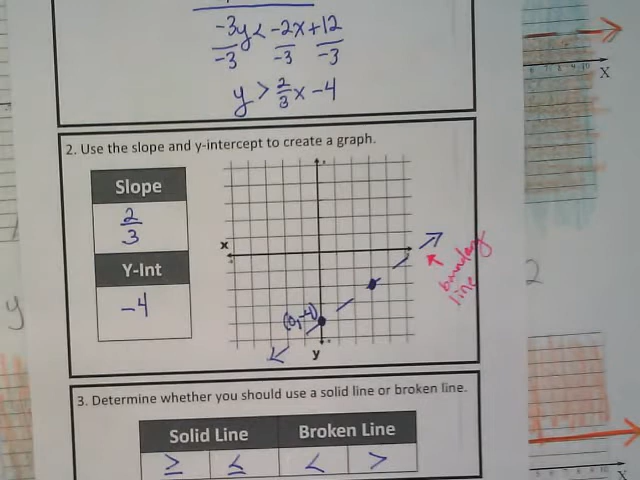 -3y < -2x + 12
-3 -3 -3
y > 2/3 x - 4
2. Use the slope and y-intercept to create a graph.
Slope
2/3
Y-Int
-4
x
y
(0,-4)
boundary
line
3. Determine whether you should use a solid line or broken line.
Solid Line Broken Line
≥ ≤ < >
X
y
2